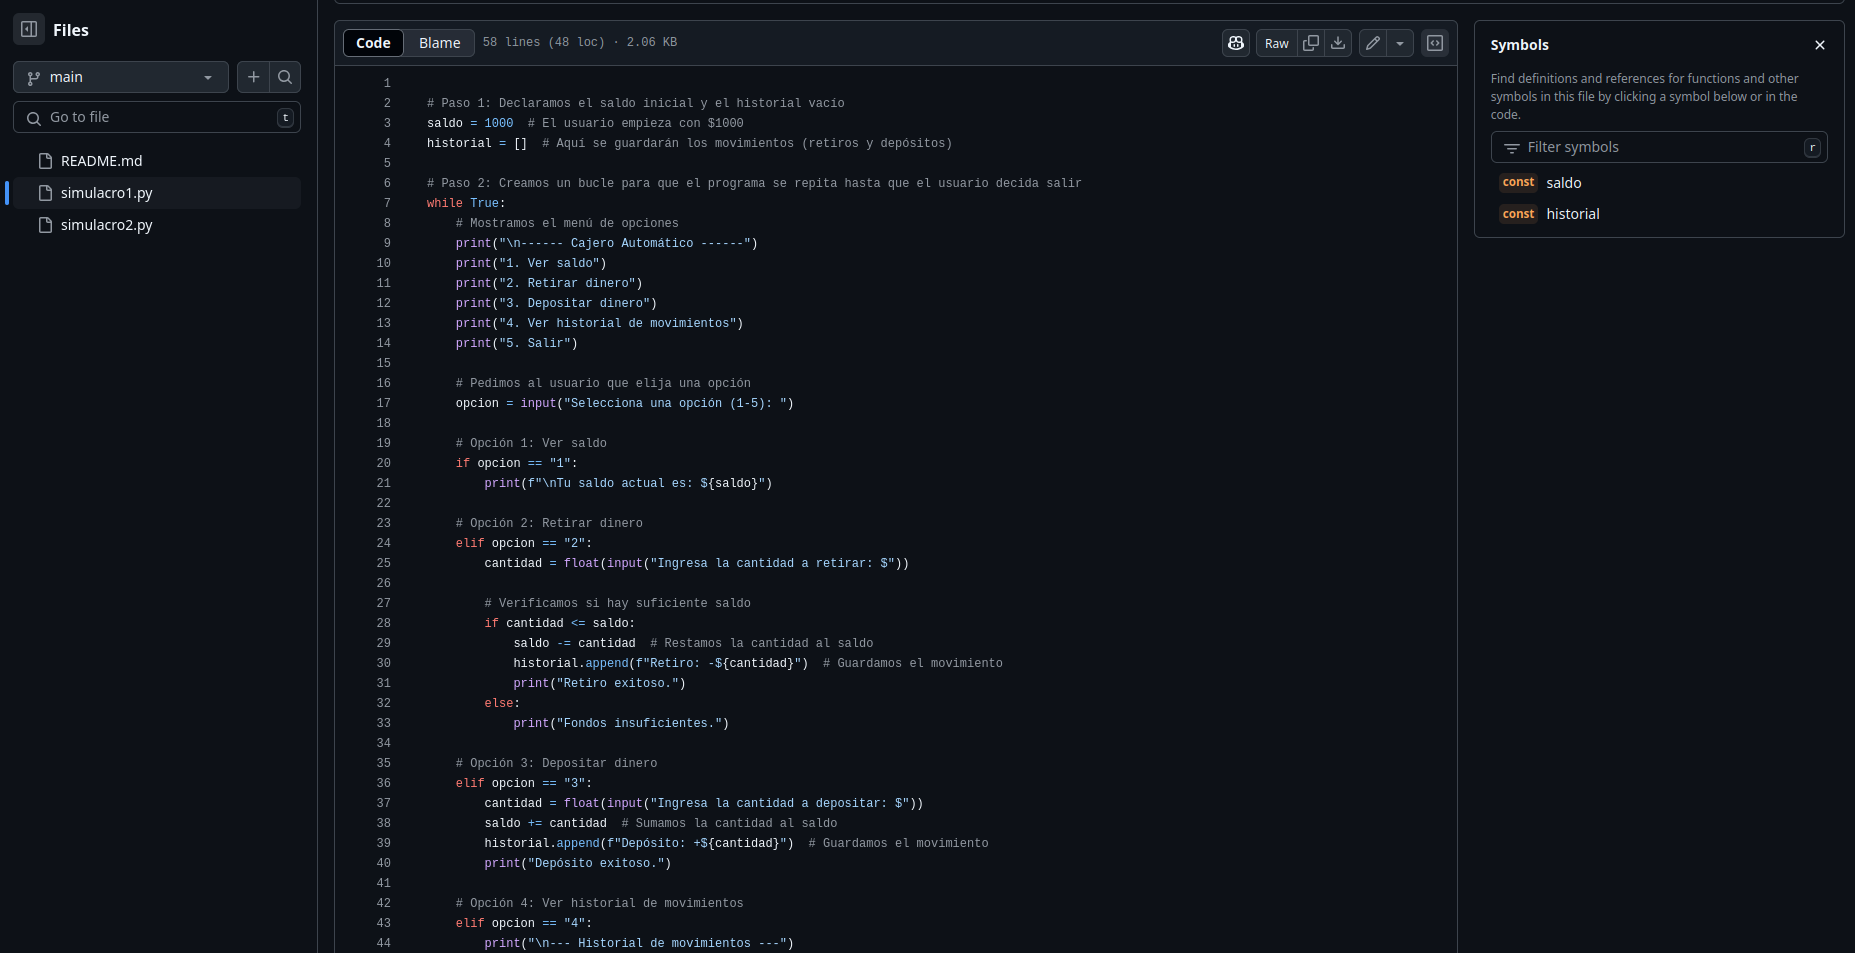 Files
main
Go to file
t
README.md
simulacro1.py
simulacro2.py
Code Blame 58 lines (48 loc) · 2.06 KB
Raw
1
2 # Paso 1: Declaramos el saldo inicial y el historial vacío
3 saldo = 1000  # El usuario empieza con $1000
4 historial = []  # Aquí se guardarán los movimientos (retiros y depósitos)
5
6 # Paso 2: Creamos un bucle para que el programa se repita hasta que el usuario decida salir
7 while True:
8     # Mostramos el menú de opciones
9     print("\n------ Cajero Automático ------")
10     print("1. Ver saldo")
11     print("2. Retirar dinero")
12     print("3. Depositar dinero")
13     print("4. Ver historial de movimientos")
14     print("5. Salir")
15
16     # Pedimos al usuario que elija una opción
17     opcion = input("Selecciona una opción (1-5): ")
18
19     # Opción 1: Ver saldo
20     if opcion == "1":
21         print(f"\nTu saldo actual es: ${saldo}")
22
23     # Opción 2: Retirar dinero
24     elif opcion == "2":
25         cantidad = float(input("Ingresa la cantidad a retirar: $"))
26
27         # Verificamos si hay suficiente saldo
28         if cantidad <= saldo:
29             saldo -= cantidad  # Restamos la cantidad al saldo
30             historial.append(f"Retiro: -${cantidad}")  # Guardamos el movimiento
31             print("Retiro exitoso.")
32         else:
33             print("Fondos insuficientes.")
34
35     # Opción 3: Depositar dinero
36     elif opcion == "3":
37         cantidad = float(input("Ingresa la cantidad a depositar: $"))
38         saldo += cantidad  # Sumamos la cantidad al saldo
39         historial.append(f"Depósito: +${cantidad}")  # Guardamos el movimiento
40         print("Depósito exitoso.")
41
42     # Opción 4: Ver historial de movimientos
43     elif opcion == "4":
44         print("\n--- Historial de movimientos ---")
Symbols
Find definitions and references for functions and other
symbols in this file by clicking a symbol below or in the
code.
Filter symbols
r
const saldo
const historial